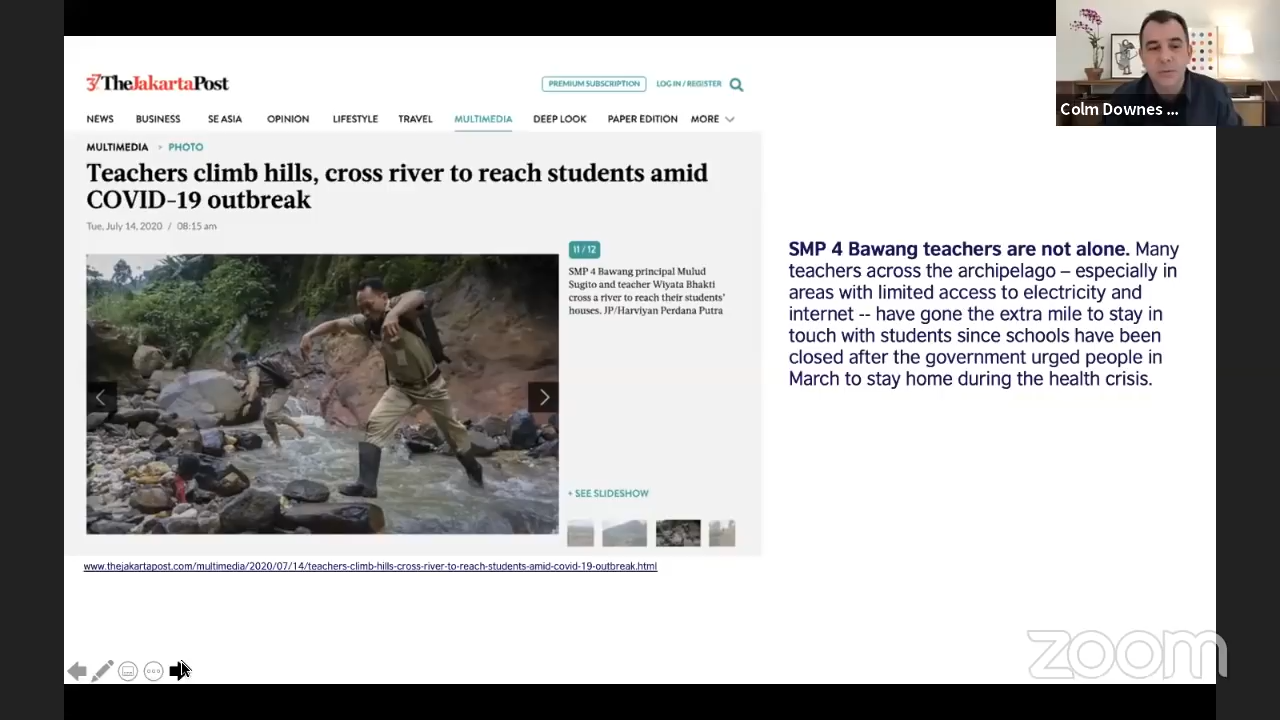 TheJakartaPost
PREMIUM SUBSCRIPTION
LOG IN / REGISTER
NEWS BUSINESS SE ASIA OPINION LIFESTYLE TRAVEL MULTIMEDIA DEEP LOOK PAPER EDITION MORE
MULTIMEDIA > PHOTO
Teachers climb hills, cross river to reach students amid
COVID-19 outbreak
Tue, July 14, 2020 / 08:15 am
11 / 12
SMP 4 Bawang principal Mulud
Sugito and teacher Wiyata Bhakti
cross a river to reach their students'
houses. JP/Harviyan Perdana Putra
+ SEE SLIDESHOW
www.thejakartapost.com/multimedia/2020/07/14/teachers-climb-hills-cross-river-to-reach-students-amid-covid-19-outbreak.html
Colm Downes ...
SMP 4 Bawang teachers are not alone. Many
teachers across the archipelago – especially in
areas with limited access to electricity and
internet -- have gone the extra mile to stay in
touch with students since schools have been
closed after the government urged people in
March to stay home during the health crisis.
zoom